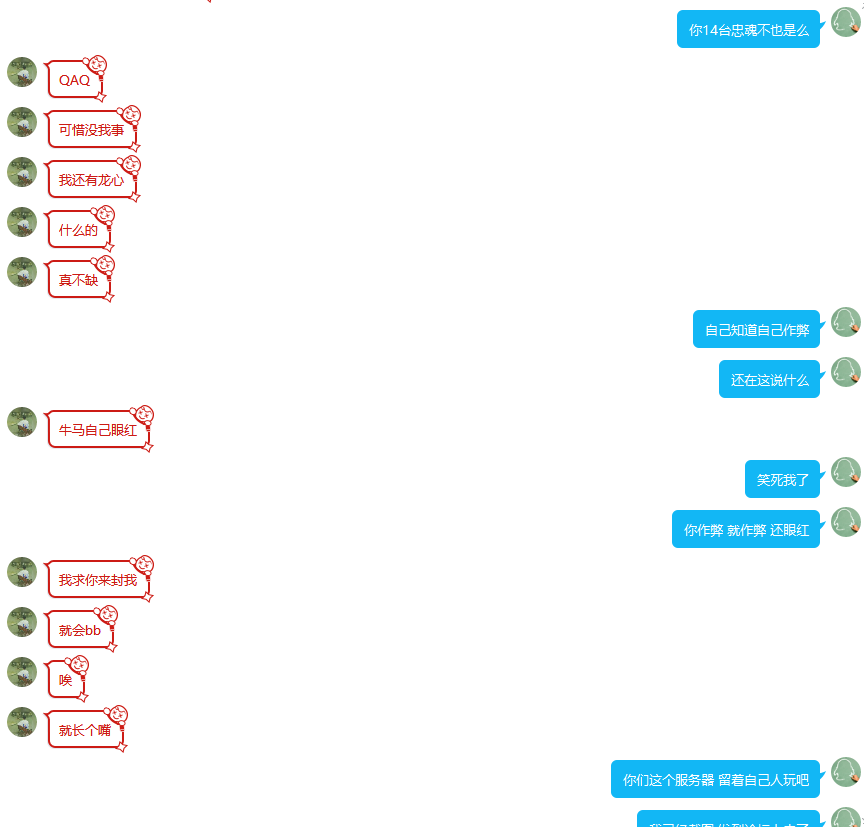 你14台忠魂不也是么
QAQ
可惜没我事
我还有龙心
什么的
真不缺
自己知道自己作弊
还在这说什么
牛马自己眼红
笑死我了
你作弊 就作弊 还眼红
我求你来封我
就会bb
唉
就长个嘴
你们这个服务器 留着自己人玩吧